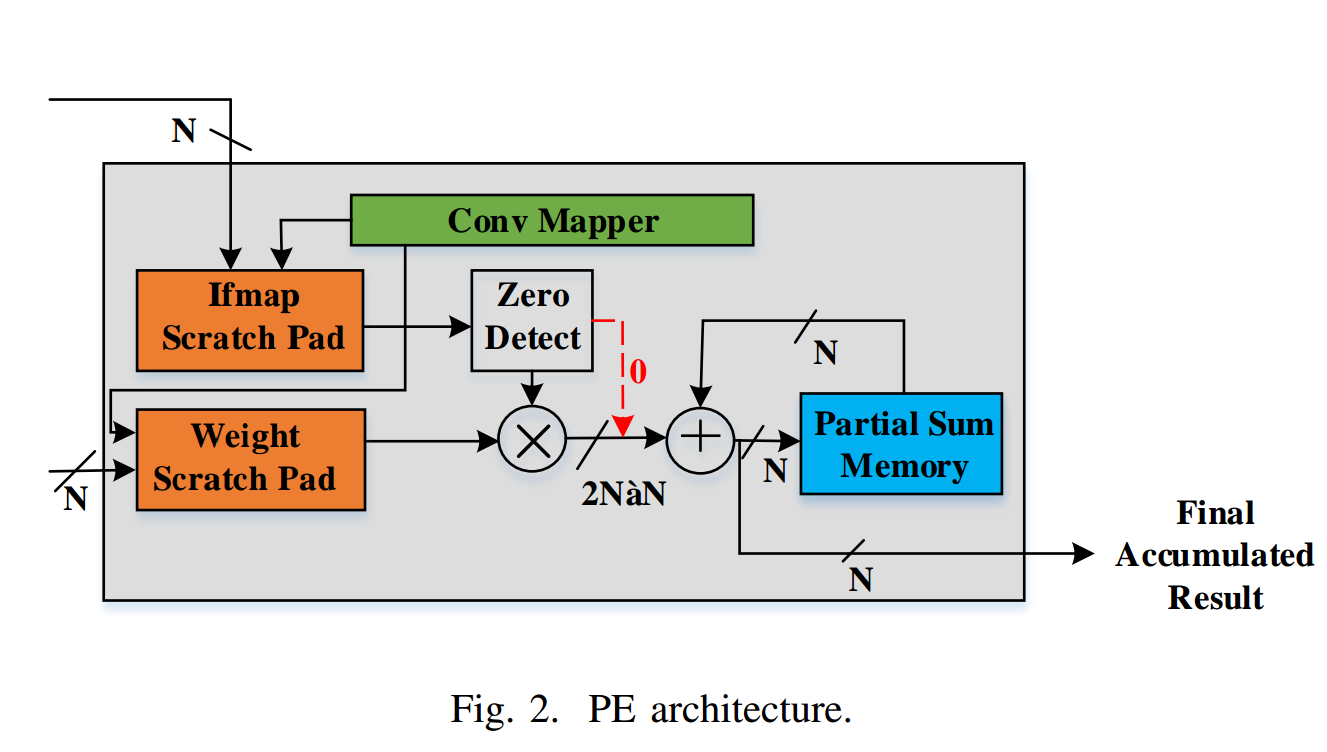 N
Conv Mapper
Ifmap
Scratch Pad
Zero
Detect
0
N
Weight
Scratch Pad
N
2NàN
N
Partial Sum
Memory
N
Final
Accumulated
Result
Fig. 2. PE architecture.